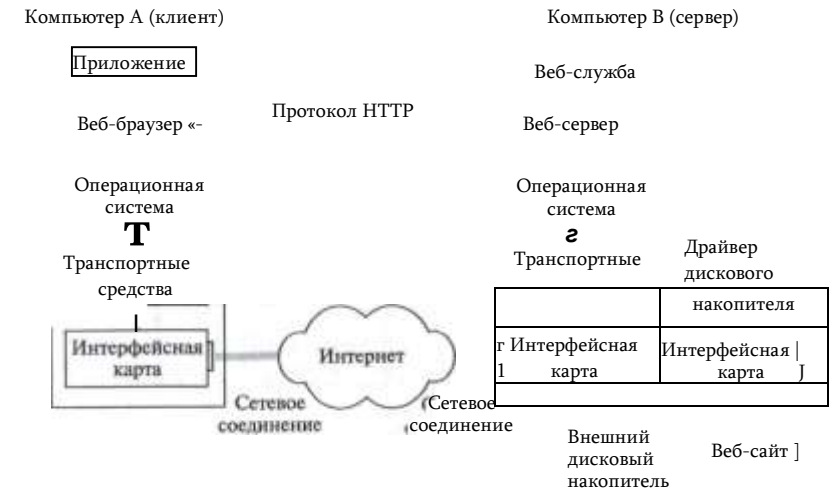 Компьютер A (клиент)
Компьютер B (сервер)
Приложение
Веб-служба
Веб-браузер «-
Протокол HTTP
Веб-сервер
Операционная
система
Т
Транспортные
средства
Операционная
система
г
Транспортные
Драйвер
дискового
накопителя
Интерфейсная
карта
Интернет
г Интерфейсная
1 карта
Интерфейсная |
карта J
Сетевое
соединение
(Сетевое
(соединение
Внешний
дисковый
накопитель
Веб-сайт ]